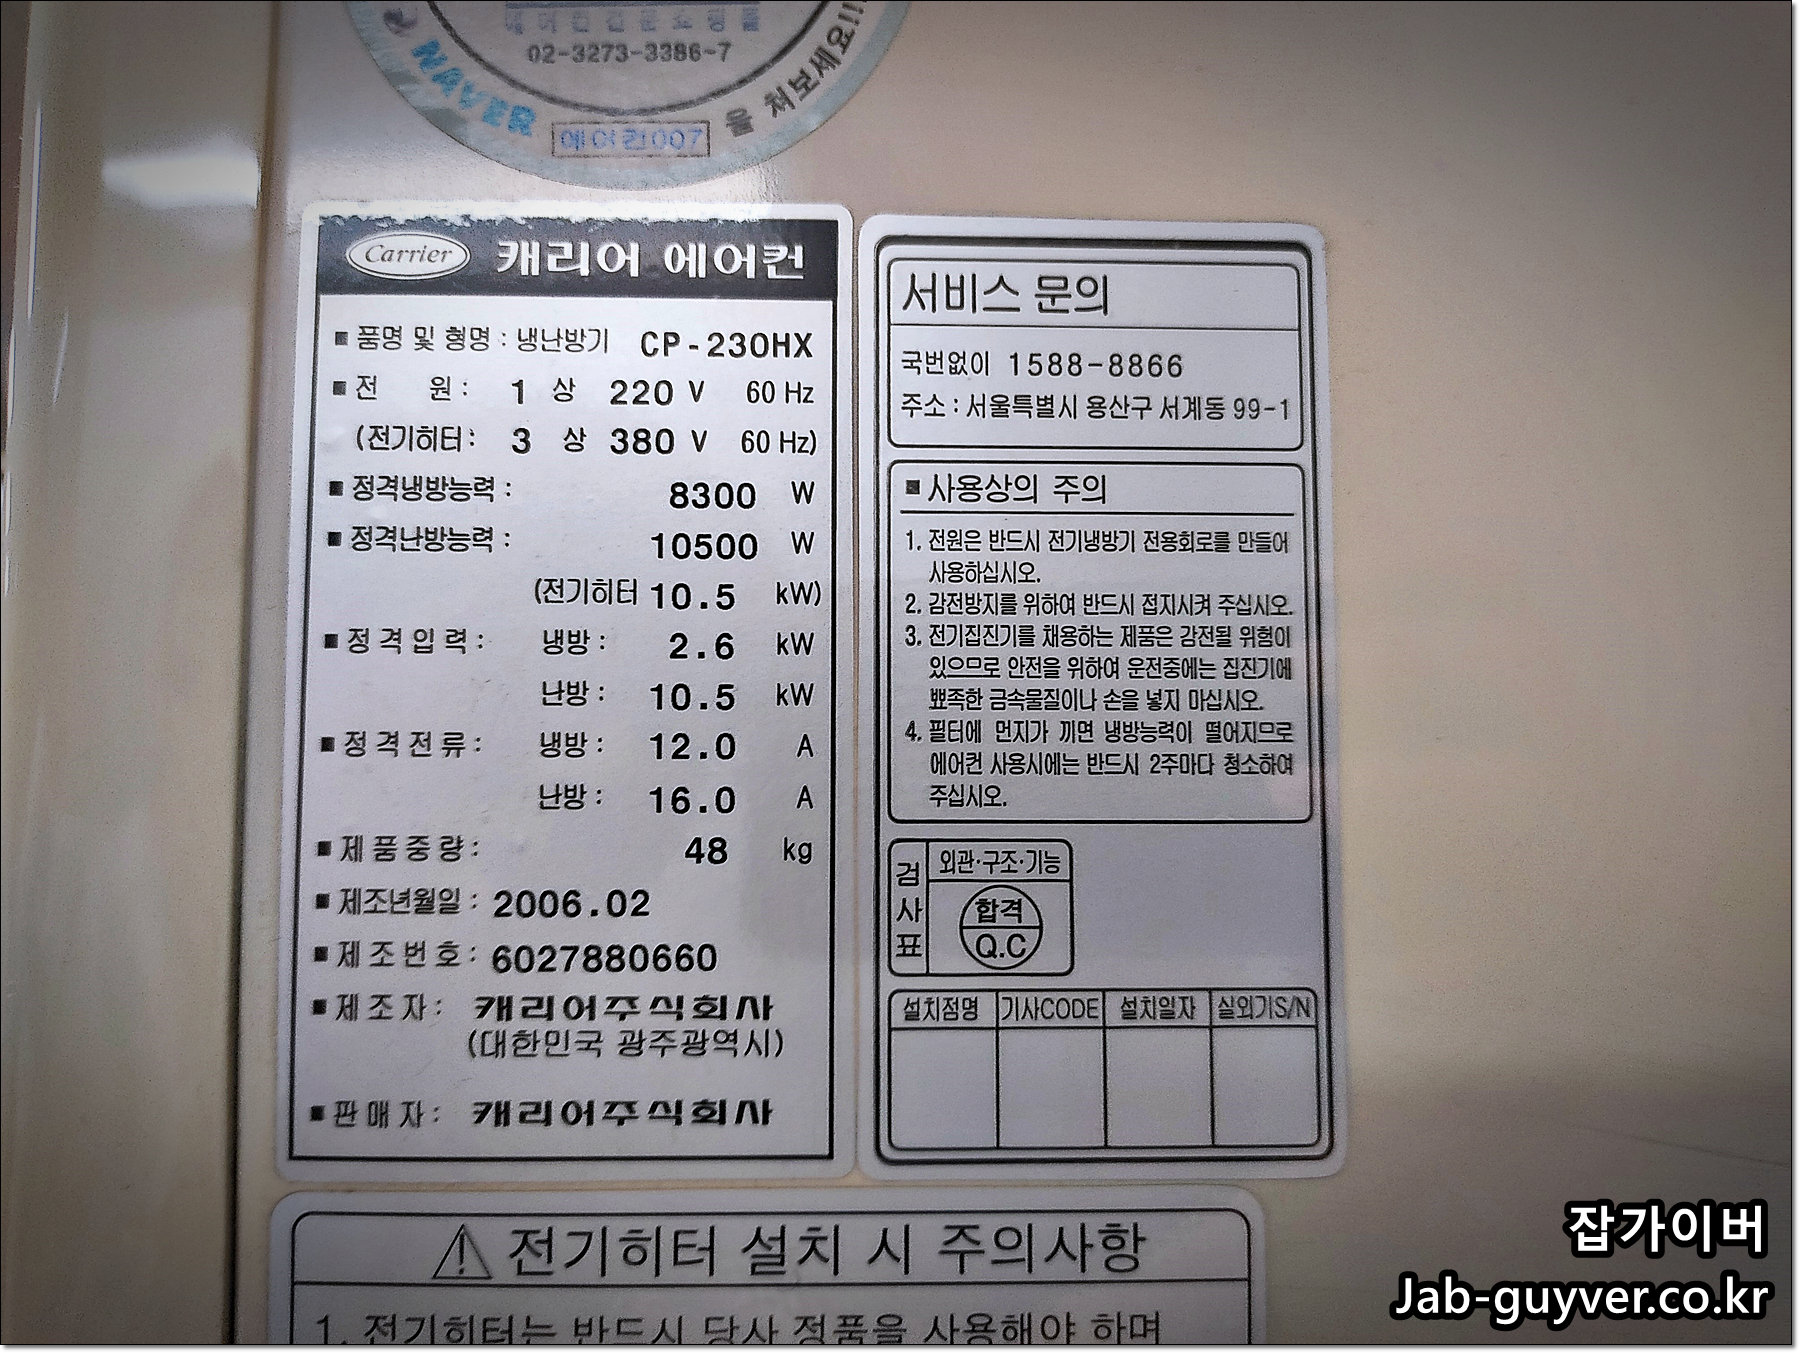 02-3273-3386-7
NAVER 에어컨007 을 쳐보세요!!!
Carrier 캐리어 에어컨
■ 품명 및 형명 : 냉난방기 CP-230HX
■ 전 원 : 1 상 220 V 60 Hz
(전기히터 : 3 상 380 V 60 Hz)
■ 정격냉방능력 : 8300 W
■ 정격난방능력 : 10500 W
(전기히터 10.5 kW)
■ 정격입력 : 냉방 : 2.6 kW
난방 : 10.5 kW
■ 정격전류 : 냉방 : 12.0 A
난방 : 16.0 A
■ 제품중량 : 48 kg
■ 제조년월일 : 2006.02
■ 제조번호 : 6027880660
■ 제조자 : 캐리어주식회사
(대한민국 광주광역시)
■ 판매자 : 캐리어주식회사
서비스 문의
국번없이 1588-8866
주소 : 서울특별시 용산구 서계동 99-1
■ 사용상의 주의
1. 전원은 반드시 전기냉방기 전용회로를 만들어
사용하십시오.
2. 감전방지를 위하여 반드시 접지시켜 주십시오.
3. 전기집진기를 채용하는 제품은 감전될 위험이
있으므로 안전을 위하여 운전중에는 집진기에
뾰족한 금속물질이나 손을 넣지 마십시오.
4. 필터에 먼지가 끼면 냉방능력이 떨어지므로
에어컨 사용시에는 반드시 2주마다 청소하여
주십시오.
검사표 외관·구조·기능
합격
Q.C
설치점명 기사CODE 설치일자 실외기S/N
⚠ 전기히터 설치 시 주의사항
1. 전기히터는 반드시 당사 정품을 사용해야 하며
잡가이버
Jab-guyver.co.kr